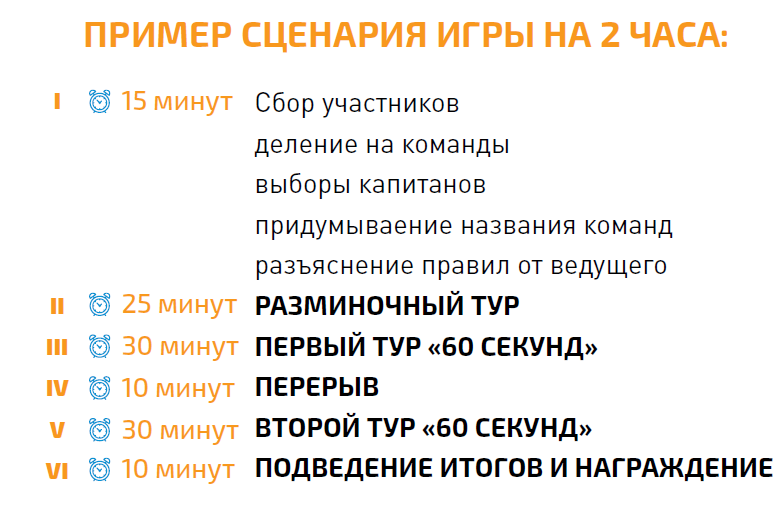 ПРИМЕР СЦЕНАРИЯ ИГРЫ НА 2 ЧАСА:
I 15 минут Сбор участников
деление на команды
выборы капитанов
придумываение названия команд
разъяснение правил от ведущего
II 25 минут РАЗМИНОЧНЫЙ ТУР
III 30 минут ПЕРВЫЙ ТУР «60 СЕКУНД»
IV 10 минут ПЕРЕРЫВ
V 30 минут ВТОРОЙ ТУР «60 СЕКУНД»
VI 10 минут ПОДВЕДЕНИЕ ИТОГОВ И НАГРАЖДЕНИЕ